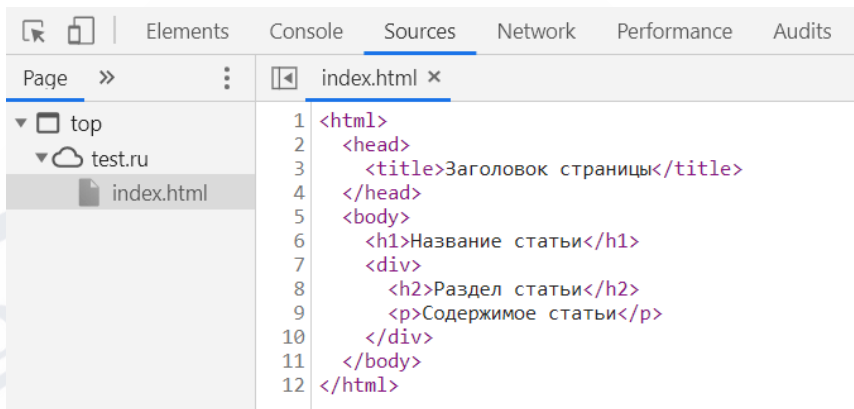 Elements Console Sources Network Performance Audits
Page » index.html ×
top
test.ru
index.html
1 <html>
2   <head>
3     <title>Заголовок страницы</title>
4   </head>
5   <body>
6     <h1>Название статьи</h1>
7     <div>
8       <h2>Раздел статьи</h2>
9       <p>Содержимое статьи</p>
10     </div>
11   </body>
12 </html>